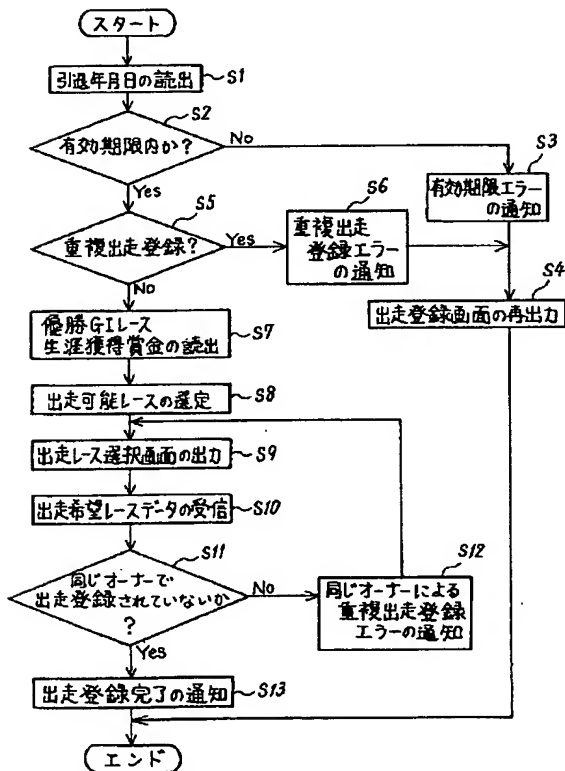 スタート
引退年月日の読出
S1
S2
有効期限内か?
No
S3
有効期限エラー
の通知
Yes
S5
重複出走登録?
Yes
S6
重複出走
登録エラー
の通知
S4
出走登録画面の再出力
No
優勝GIレース
生涯獲得賞金の読出
S7
出走可能レースの選定
S8
出走レース選択画面の出力
S9
出走希望レースデータの受信
S10
S11
同じオーナーで
出走登録されていないか
?
No
S12
同じオーナーによる
重複出走登録
エラーの通知
Yes
出走登録完了の通知
S13
エンド